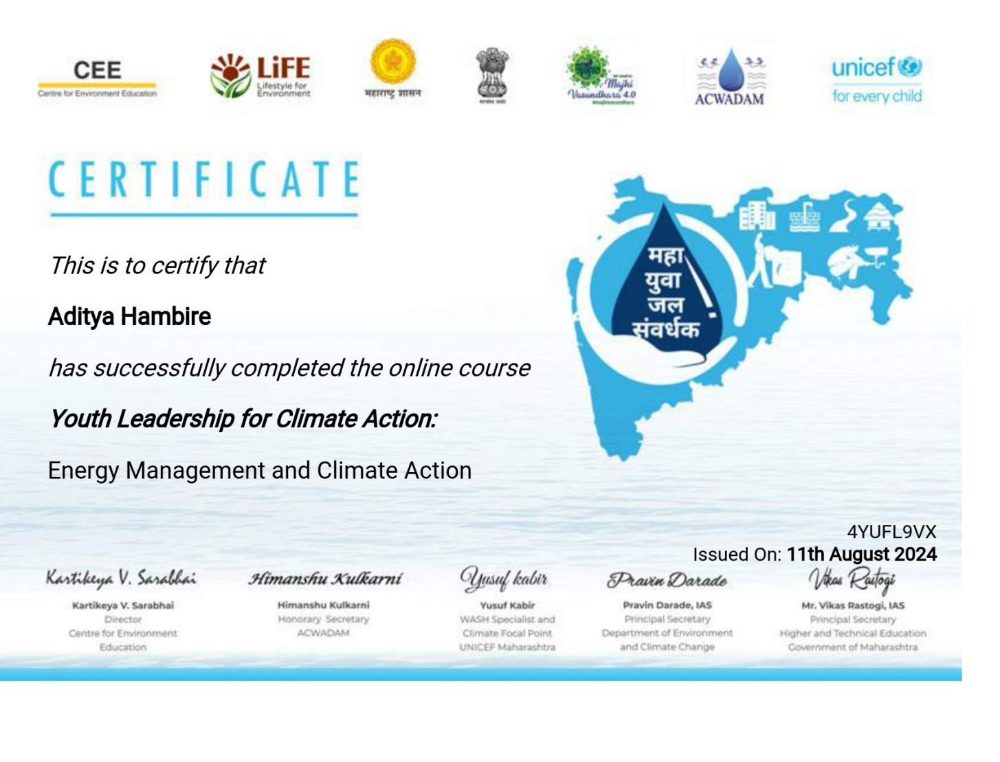 CEE
Centre for Environment Education
LiFE
Lifestyle for
Environment
महाराष्ट्र शासन
सत्यमेव जयते
Majhi
Vasundhara 4.0
#majhivasundhara
ACWADAM
unicef
for every child
CERTIFICATE
This is to certify that
Aditya Hambire
has successfully completed the online course
Youth Leadership for Climate Action:
Energy Management and Climate Action
महा
युवा
जल
संवर्धक
4YUFL9VX
Issued On: 11th August 2024
Kartikeya V. Sarabhai
Himanshu Kulkarni
Yusuf kabir
Pravin Darade
Vikas Rastogi
Kartikeya V. Sarabhai
Director
Centre for Environment
Education
Himanshu Kulkarni
Honorary Secretary
ACWADAM
Yusuf Kabir
WASH Specialist and
Climate Focal Point
UNICEF Maharashtra
Pravin Darade, IAS
Principal Secretary
Department of Environment
and Climate Change
Mr. Vikas Rastogi, IAS
Principal Secretary
Higher and Technical Education
Government of Maharashtra